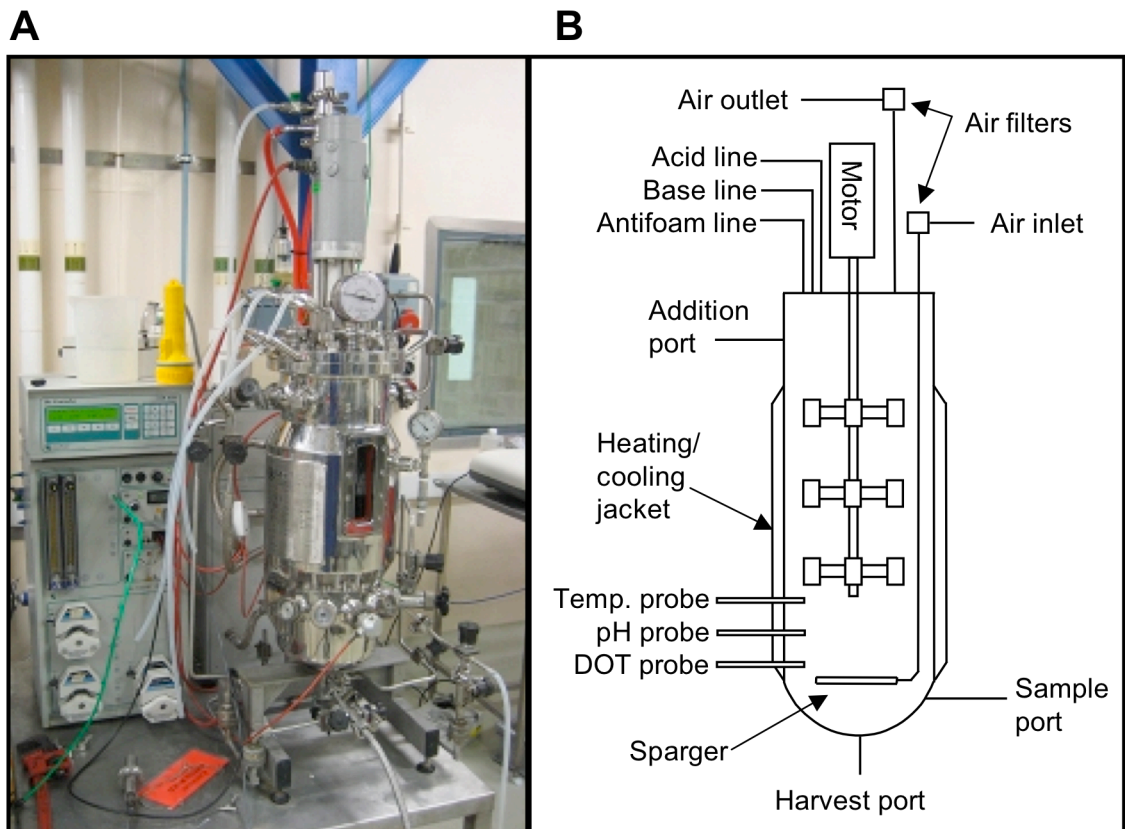 A
B
Air outlet
Air filters
Acid line
Base line
Antifoam line
Motor
Air inlet
Addition
port
Heating/
cooling
jacket
Temp. probe
pH probe
DOT probe
Sample
port
Sparger
Harvest port